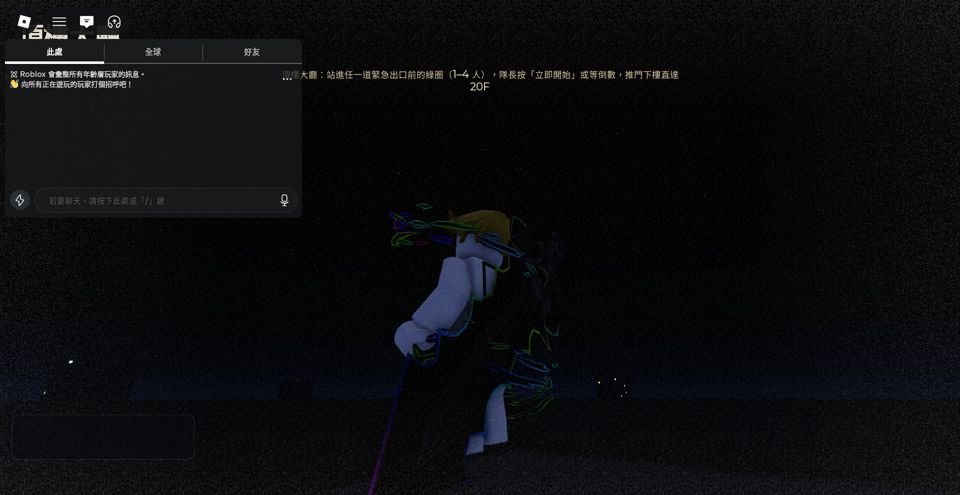 此處
全球
好友
Roblox 會彙整所有年齡層玩家的訊息。
👋 向所有正在遊玩的玩家打個招呼吧！
大廳：站進任一道緊急出口前的綠圈（1–4 人），隊長按「立即開始」或等倒數，推門下樓直達
20F
若要聊天，請按下此處或「/」鍵